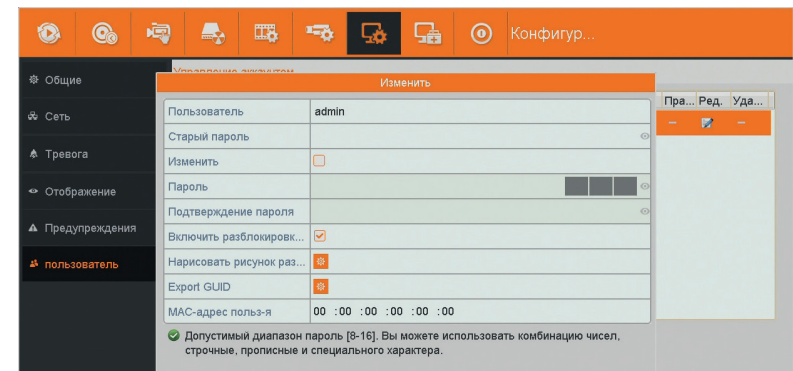 Конфигур...
Управление аккаунтом
Изменить
Общие
Сеть
Тревога
Отображение
Предупреждения
пользователь
Пра... Ред. Уда...
Пользователь admin
Старый пароль
Изменить
Пароль
Подтверждение пароля
Включить разблокировк...
Нарисовать рисунок раз...
Export GUID
MAC-адрес польз-я 00 :00 :00 :00 :00 :00
Допустимый диапазон пароль [8-16]. Вы можете использовать комбинацию чисел,
строчные, прописные и специального характера.